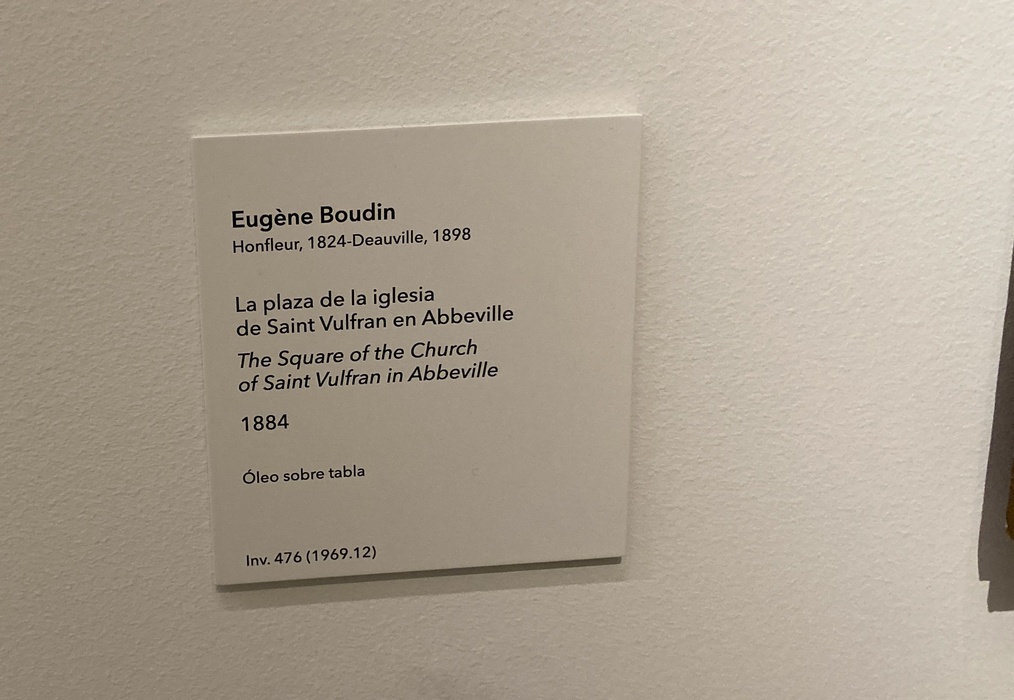 Eugène Boudin
Honfleur, 1824-Deauville, 1898
La plaza de la iglesia
de Saint Vulfran en Abbeville
The Square of the Church
of Saint Vulfran in Abbeville
1884
Óleo sobre tabla
Inv. 476 (1969.12)